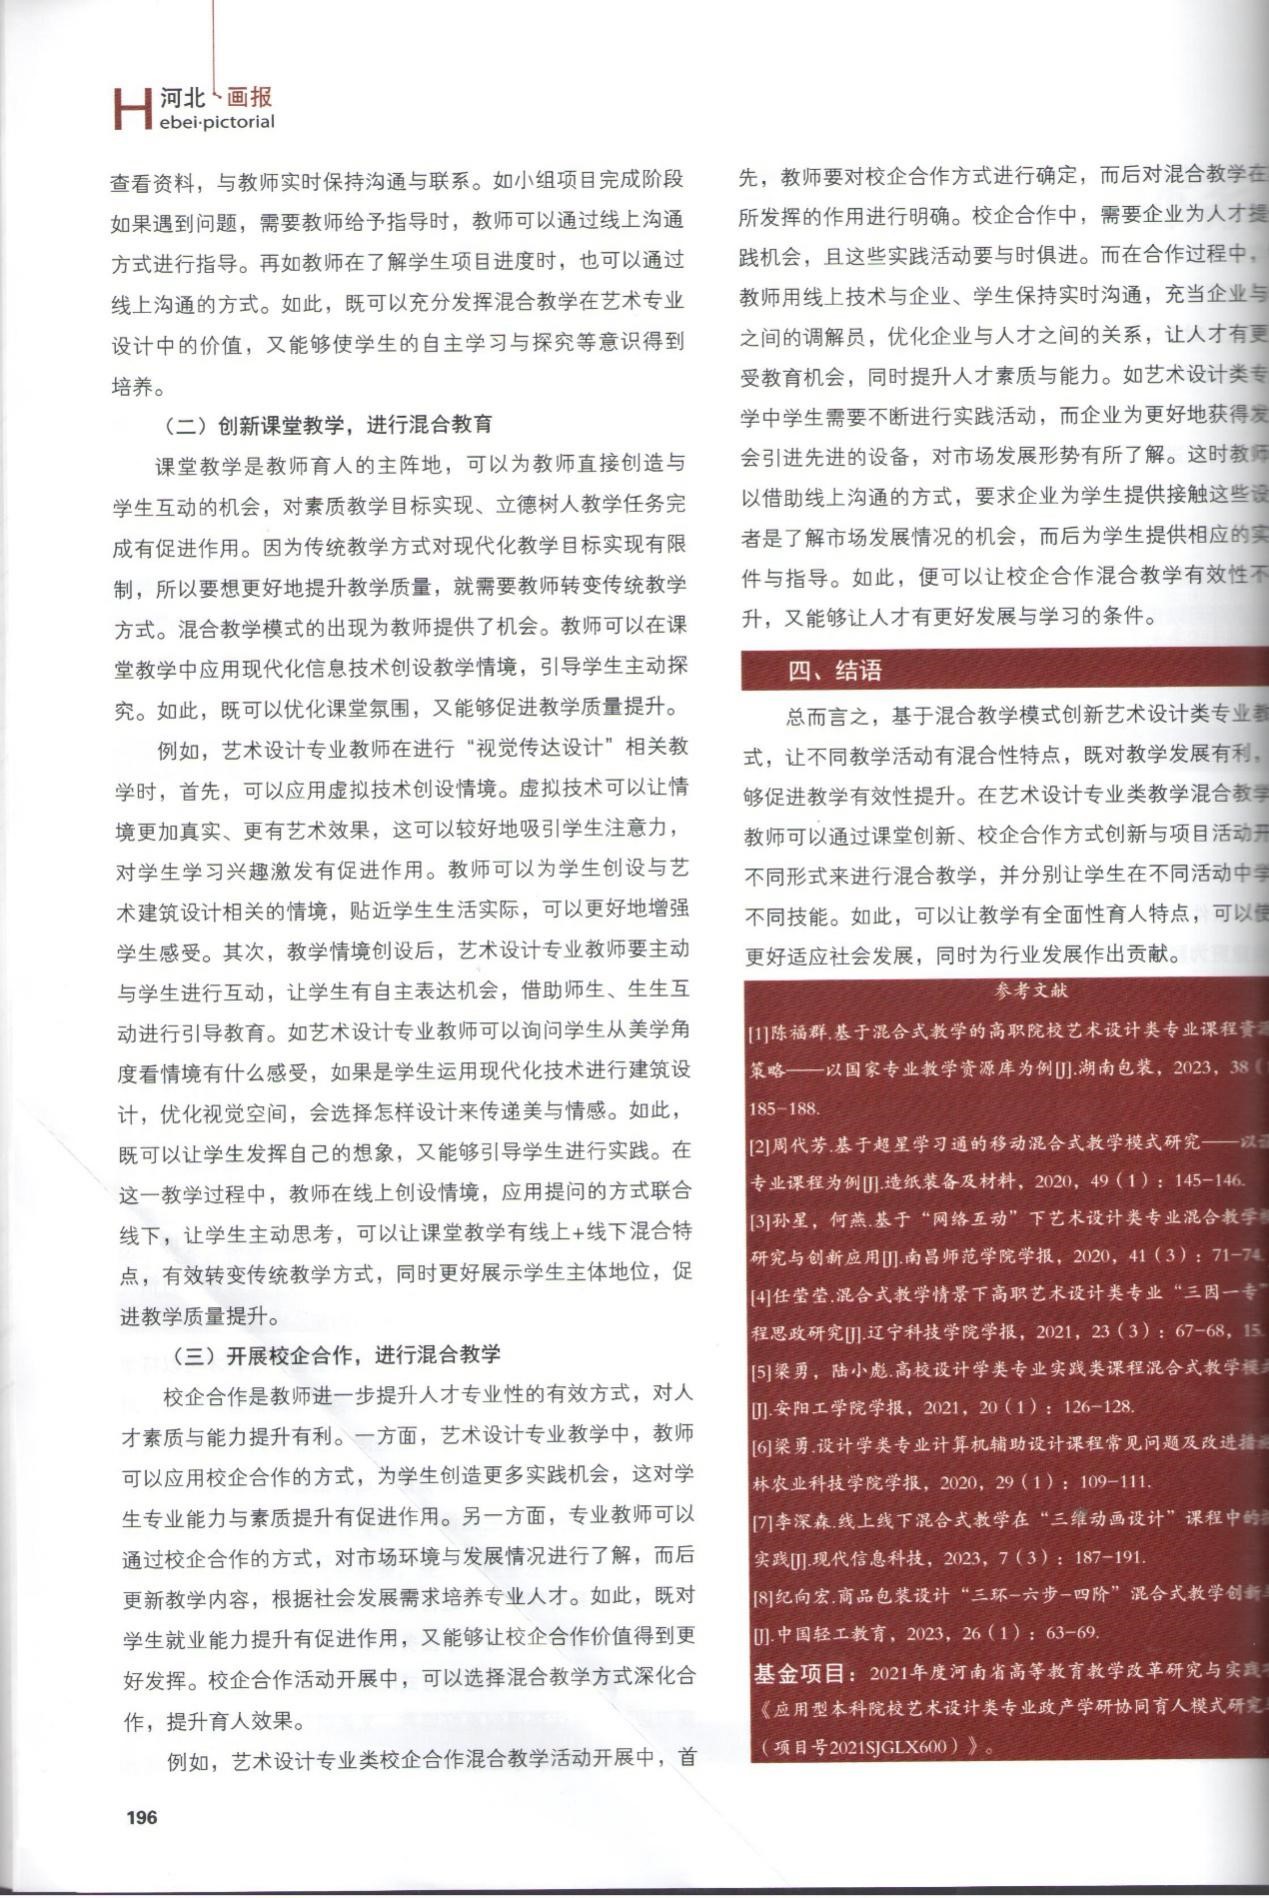 河北·画报
Hebei·pictorial
查看资料，与教师实时保持沟通与联系。如小组项目完成阶段
如果遇到问题，需要教师给予指导时，教师可以通过线上沟通
方式进行指导。再如教师在了解学生项目进度时，也可以通过
线上沟通的方式。如此，既可以充分发挥混合教学在艺术专业
设计中的价值，又能够使学生的自主学习与探究等意识得到
培养。
（二）创新课堂教学，进行混合教育
课堂教学是教师育人的主阵地，可以为教师直接创造与
学生互动的机会，对素质教学目标实现、立德树人教学任务完
成有促进作用。因为传统教学方式对现代化教学目标实现有限
制，所以要想更好地提升教学质量，就需要教师转变传统教学
方式。混合教学模式的出现为教师提供了机会。教师可以在课
堂教学中应用现代化信息技术创设教学情境，引导学生主动探
究。如此，既可以优化课堂氛围，又能够促进教学质量提升。
例如，艺术设计专业教师在进行“视觉传达设计”相关教
学时，首先，可以应用虚拟技术创设情境。虚拟技术可以让情
境更加真实、更有艺术效果，这可以较好地吸引学生注意力，
对学生学习兴趣激发有促进作用。教师可以为学生创设与艺
术建筑设计相关的情境，贴近学生生活实际，可以更好地增强
学生感受。其次，教学情境创设后，艺术设计专业教师要主动
与学生进行互动，让学生有自主表达机会，借助师生、生生互
动进行引导教育。如艺术设计专业教师可以询问学生从美学角
度看情境有什么感受，如果是学生运用现代化技术进行建筑设
计，优化视觉空间，会选择怎样设计来传递美与情感。如此，
既可以让学生发挥自己的想象，又能够引导学生进行实践。在
这一教学过程中，教师在线上创设情境，应用提问的方式联合
线下，让学生主动思考，可以让课堂教学有线上+线下混合特
点，有效转变传统教学方式，同时更好展示学生主体地位，促
进教学质量提升。
（三）开展校企合作，进行混合教学
校企合作是教师进一步提升人才专业性的有效方式，对人
才素质与能力提升有利。一方面，艺术设计专业教学中，教师
可以应用校企合作的方式，为学生创造更多实践机会，这对学
生专业能力与素质提升有促进作用。另一方面，专业教师可以
通过校企合作的方式，对市场环境与发展情况进行了解，而后
更新教学内容，根据社会发展需求培养专业人才。如此，既对
学生就业能力提升有促进作用，又能够让校企合作价值得到更
好发挥。校企合作活动开展中，可以选择混合教学方式深化合
作，提升育人效果。
例如，艺术设计专业类校企合作混合教学活动开展中，首
先，教师要对校企合作方式进行确定，而后对混合教学在
所发挥的作用进行明确。校企合作中，需要企业为人才提
践机会，且这些实践活动要与时俱进。而在合作过程中，
教师用线上技术与企业、学生保持实时沟通，充当企业与
之间的调解员，优化企业与人才之间的关系，让人才有更
受教育机会，同时提升人才素质与能力。如艺术设计类专
学中学生需要不断进行实践活动，而企业为更好地获得发
会引进先进的设备，对市场发展形势有所了解。这时教师
以借助线上沟通的方式，要求企业为学生提供接触这些设
者是了解市场发展情况的机会，而后为学生提供相应的实
件与指导。如此，便可以让校企合作混合教学有效性不
升，又能够让人才有更好发展与学习的条件。
四、结语
总而言之，基于混合教学模式创新艺术设计类专业教
式，让不同教学活动有混合性特点，既对教学发展有利，
够促进教学有效性提升。在艺术设计专业类教学混合教学
教师可以通过课堂创新、校企合作方式创新与项目活动开
不同形式来进行混合教学，并分别让学生在不同活动中学
不同技能。如此，可以让教学有全面性育人特点，可以使
更好适应社会发展，同时为行业发展作出贡献。
参考文献
[1]陈福群.基于混合式教学的高职院校艺术设计类专业课程资源
策略——以国家专业教学资源库为例[J].湖南包装，2023，38（
185-188.
[2]周代芳.基于超星学习通的移动混合式教学模式研究——以
专业课程为例[J].造纸装备及材料，2020，49（1）：145-146.
[3]孙星，何燕.基于“网络互动”下艺术设计类专业混合教学
研究与创新应用[J].南昌师范学院学报，2020，41（3）：71-74.
[4]任莹莹.混合式教学情景下高职艺术设计类专业“三因一专”
程思政研究[J].辽宁科技学院学报，2021，23（3）：67-68，15.
[5]梁勇，陆小彪.高校设计学类专业实践类课程混合式教学模
[J].安阳工学院学报，2021，20（1）：126-128.
[6]梁勇.设计学类专业计算机辅助设计课程常见问题及改进措
林农业科技学院学报，2020，29（1）：109-111.
[7]李深森.线上线下混合式教学在“三维动画设计”课程中的
实践[J].现代信息科技，2023，7（3）：187-191.
[8]纪向宏.商品包装设计“三环-六步-四阶”混合式教学创新
[J].中国轻工教育，2023，26（1）：63-69.
基金项目：2021年度河南省高等教育教学改革研究与实践
《应用型本科院校艺术设计类专业政产学研协同育人模式研究
（项目号2021SJGLX600）》。
196